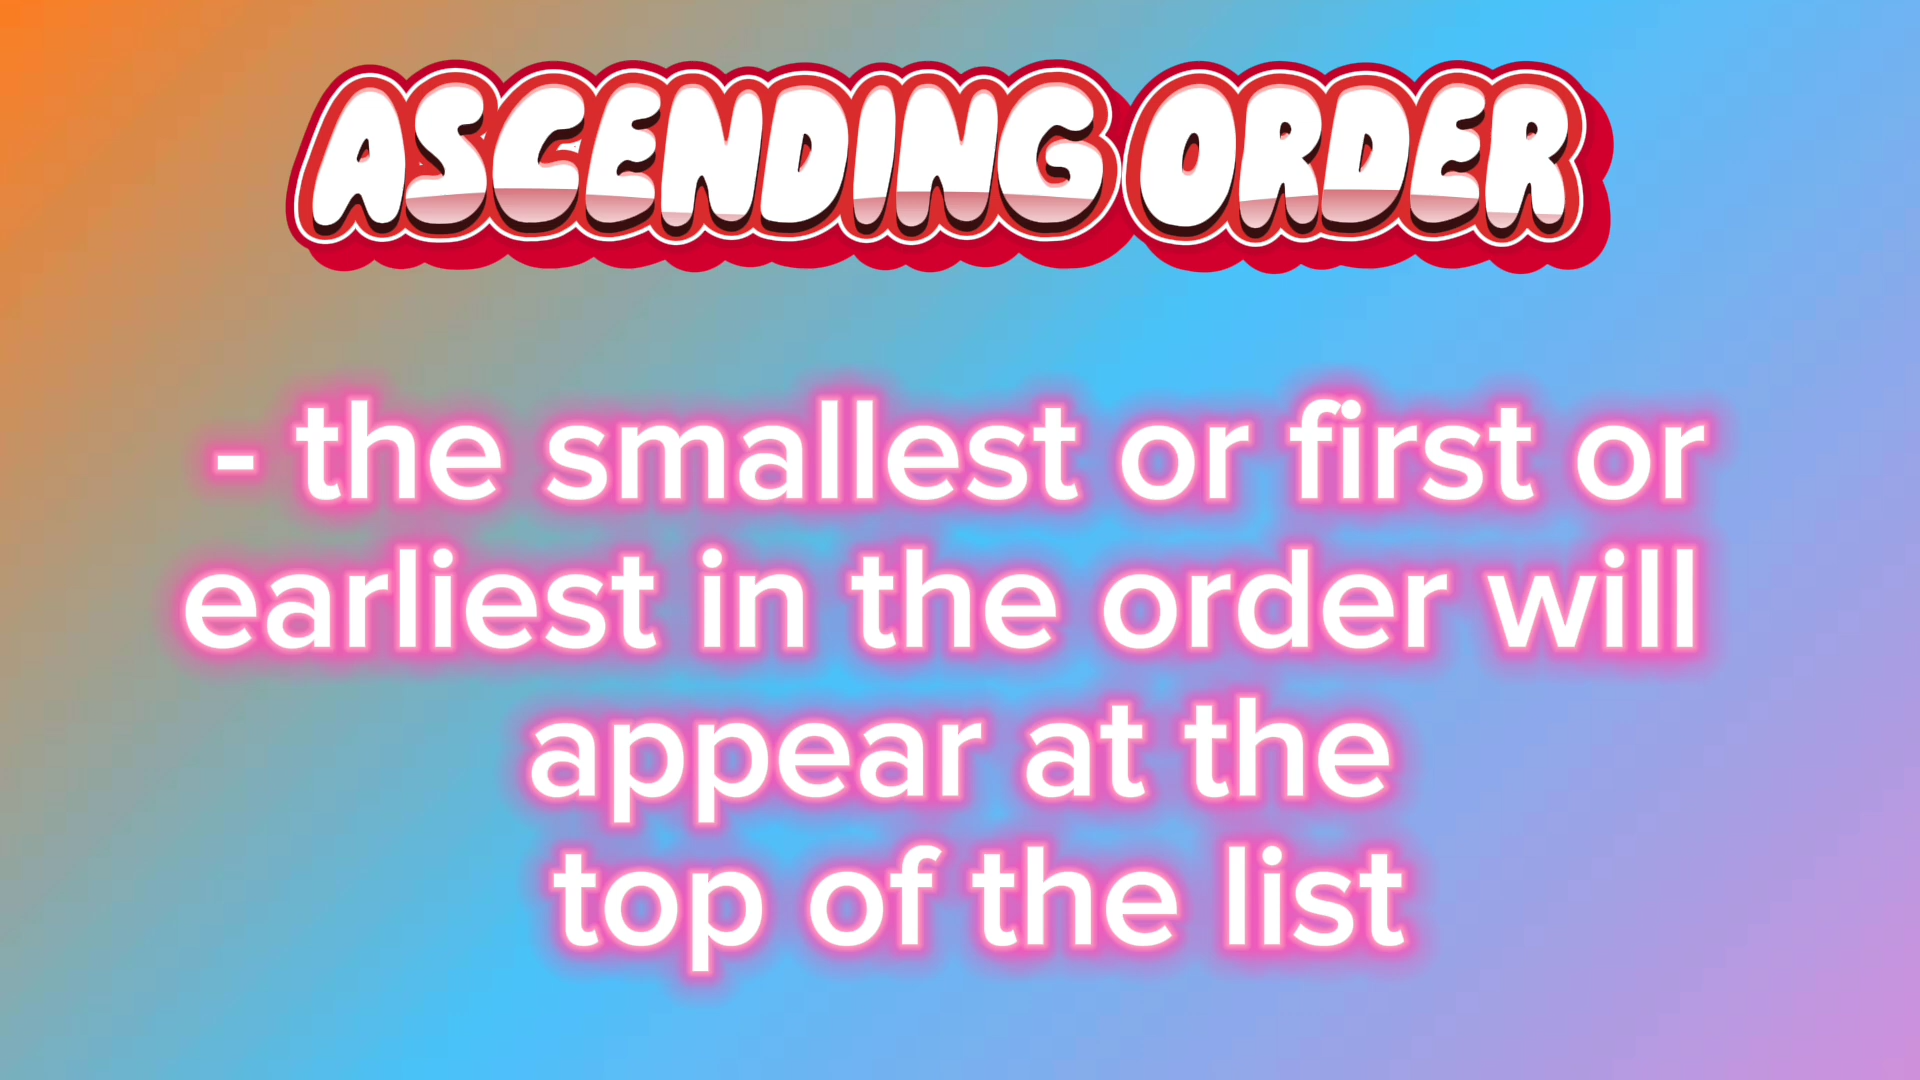 ASCENDING ORDER
- the smallest or first or
earliest in the order will
appear at the
top of the list